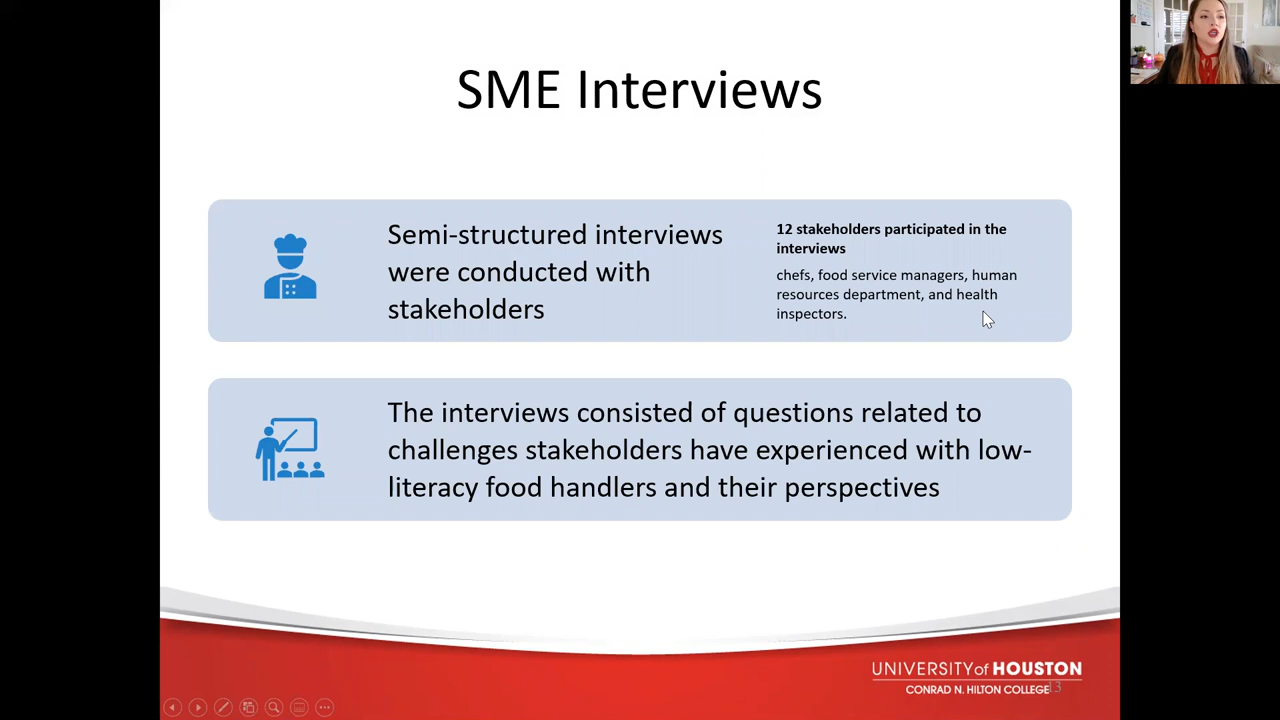 SME Interviews
Semi-structured interviews
were conducted with
stakeholders
12 stakeholders participated in the
interviews
chefs, food service managers, human
resources department, and health
inspectors.
The interviews consisted of questions related to
challenges stakeholders have experienced with low-
literacy food handlers and their perspectives
UNIVERSITY of HOUSTON
CONRAD N. HILTON COLLEGE
13